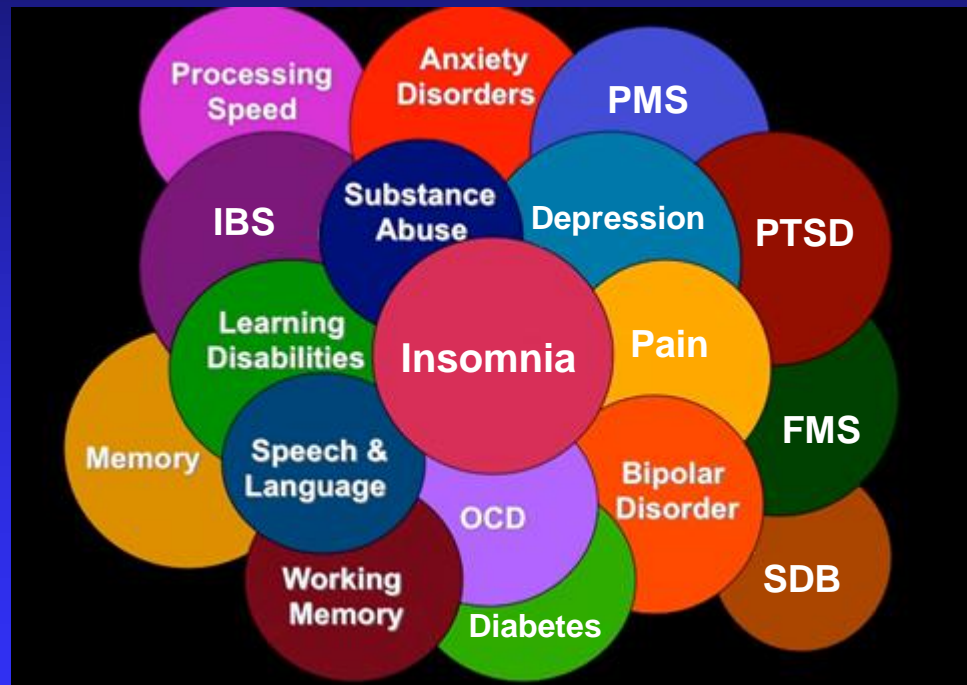 Processing
Speed
Anxiety
Disorders
PMS
IBS
Substance
Abuse
Depression
PTSD
Learning
Disabilities
Insomnia
Pain
Memory
Speech &
Language
OCD
Bipolar
Disorder
FMS
Working
Memory
Diabetes
SDB